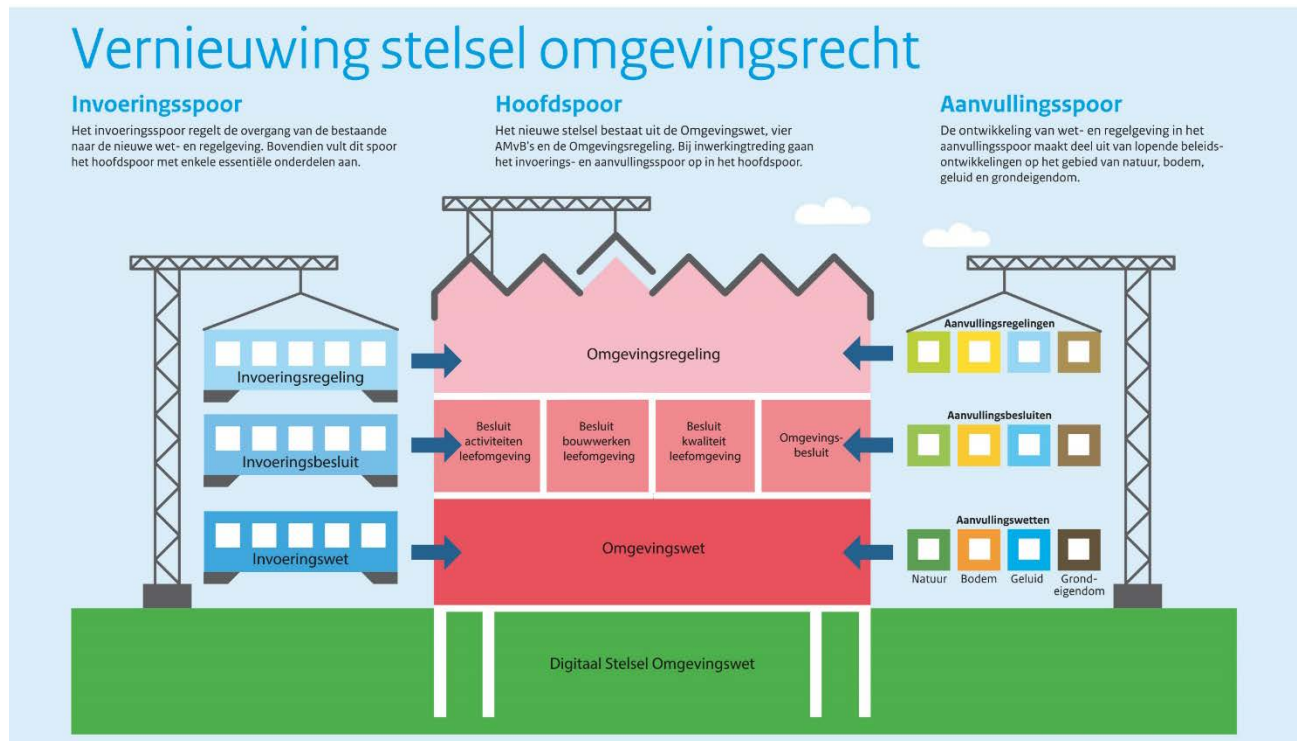 Vernieuwing stelsel omgevingsrecht
Invoeringsspoor
Het invoeringsspoor regelt de overgang van de bestaande
naar de nieuwe wet- en regelgeving. Bovendien vult dit spoor
het hoofdspoor met enkele essentiële onderdelen aan.
Hoofdspoor
Het nieuwe stelsel bestaat uit de Omgevingswet, vier
AMvB's en de Omgevingsregeling. Bij inwerkingtreding gaan
het invoerings- en aanvullingsspoor op in het hoofdspoor.
Aanvullingsspoor
De ontwikkeling van wet- en regelgeving in het
aanvullingsspoor maakt deel uit van lopende beleids-
ontwikkelingen op het gebied van natuur, bodem,
geluid en grondeigendom.
Invoeringsregeling
Invoeringsbesluit
Invoeringswet
Omgevingsregeling
Besluit
activiteiten
leefomgeving
Besluit
bouwwerken
leefomgeving
Besluit
kwaliteit
leefomgeving
Omgevings-
besluit
Omgevingswet
Digitaal Stelsel Omgevingswet
Aanvullingsregelingen
Aanvullingsbesluiten
Aanvullingswetten
Natuur
Bodem
Geluid
Grond-
eigendom